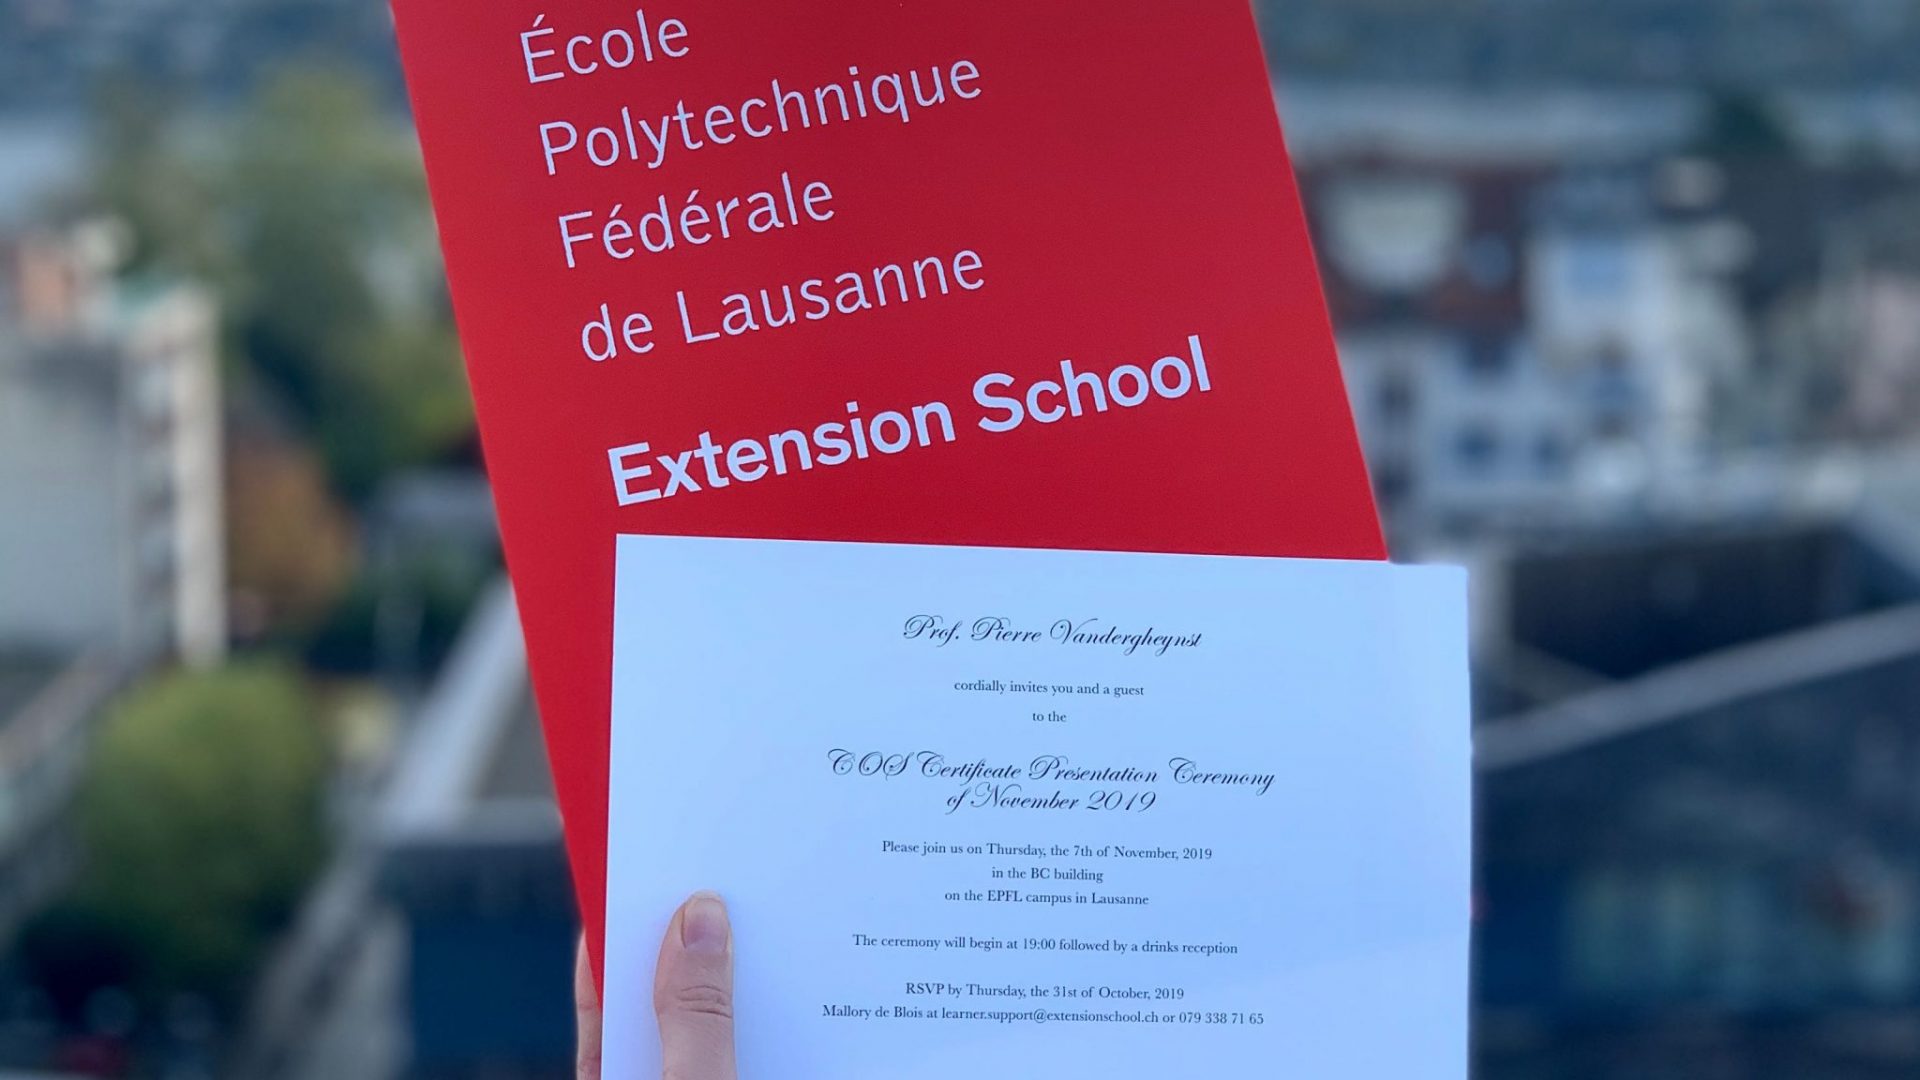 École
Polytechnique
Fédérale
de Lausanne
Extension School
Prof. Pierre Vandergheynst
cordially invites you and a guest
to the
COS Certificate Presentation Ceremony
of November 2019
Please join us on Thursday, the 7th of November, 2019
in the BC building
on the EPFL campus in Lausanne
The ceremony will begin at 19:00 followed by a drinks reception
RSVP by Thursday, the 31st of October, 2019
Mallory de Blois at learner.support@extensionschool.ch or 079 338 71 65